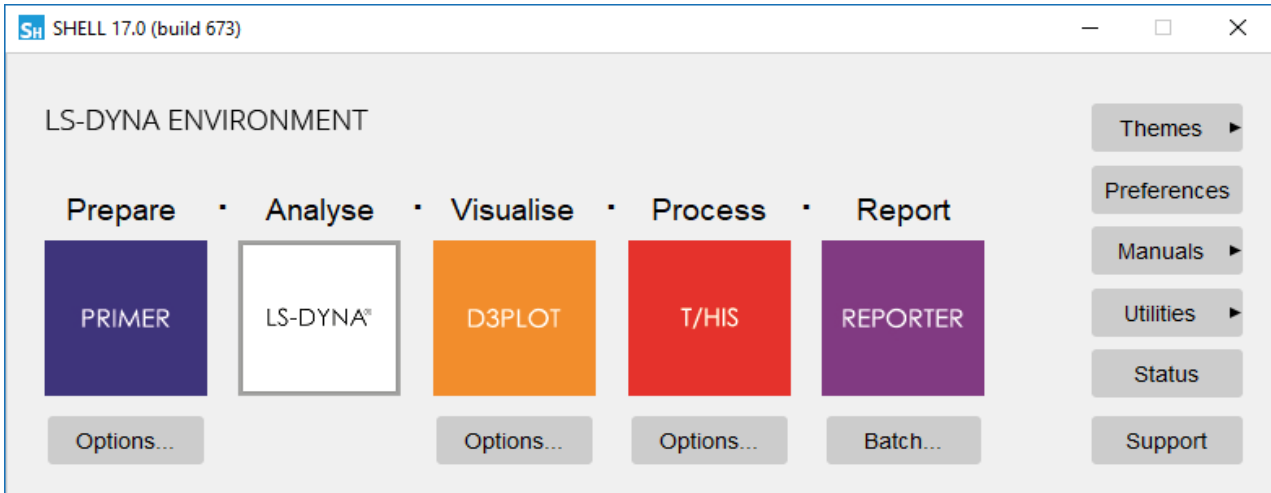 SH SHELL 17.0 (build 673)
LS-DYNA ENVIRONMENT
Prepare · Analyse · Visualise · Process · Report
PRIMER LS-DYNA® D3PLOT T/HIS REPORTER
Options... Options... Options... Batch...
Themes
Preferences
Manuals
Utilities
Status
Support